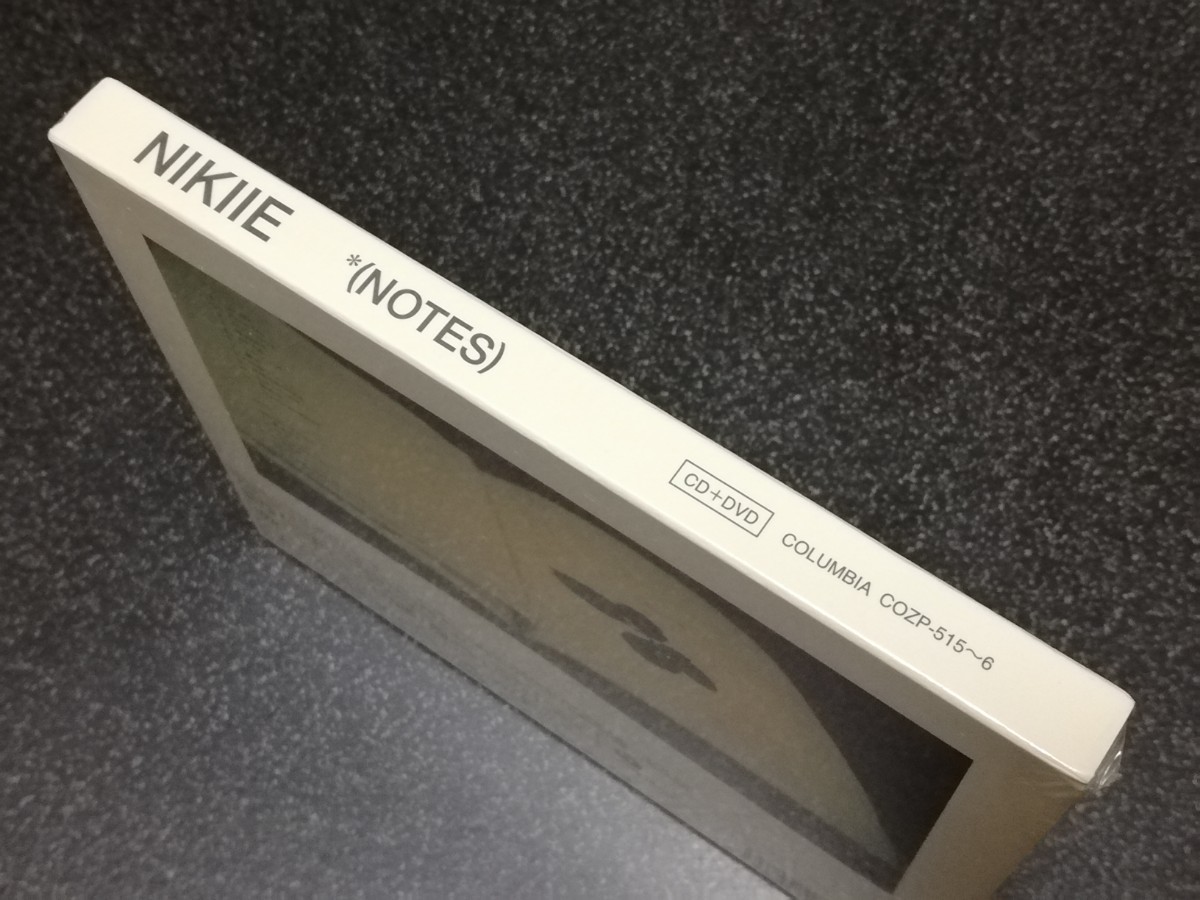 NIKIIE *(NOTES) CD+DVD COLUMBIA COZP-515～6